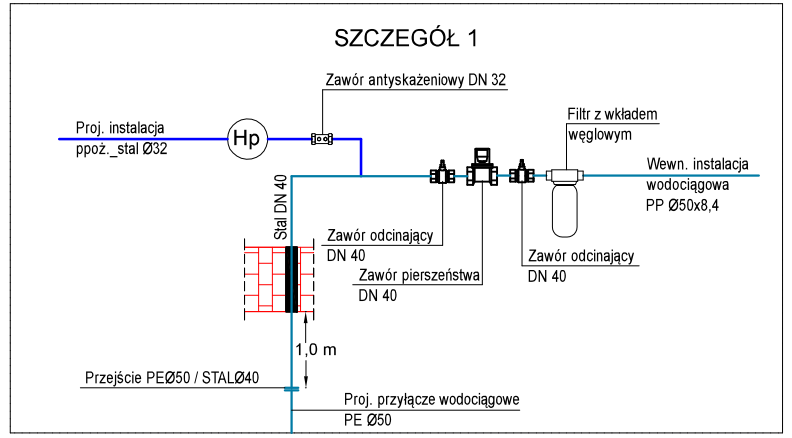 SZCZEGÓŁ 1
Zawór antyskażeniowy DN 32
Filtr z wkładem
węglowym
Proj. instalacja
ppoż._stal Ø32
Hp
Wewn. instalacja
wodociągowa
PP Ø50x8,4
Stal DN 40
Zawór odcinający
DN 40
Zawór pierszeństwa
DN 40
Zawór odcinający
DN 40
1,0 m
Przejście PEØ50 / STALØ40
Proj. przyłącze wodociągowe
PE Ø50